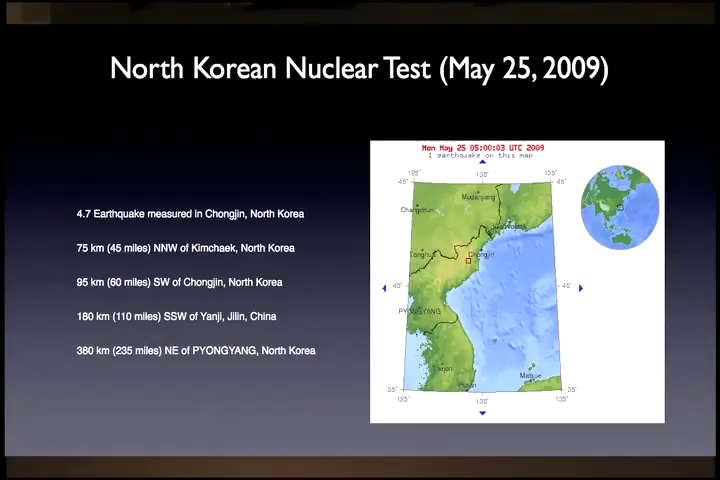 North Korean Nuclear Test (May 25, 2009)
4.7 Earthquake measured in Chongjin, North Korea
75 km (45 miles) NNW of Kimchaek, North Korea
95 km (60 miles) SW of Chongjin, North Korea
180 km (110 miles) SSW of Yanji, Jilin, China
380 km (235 miles) NE of PYONGYANG, North Korea
Mon May 25 05:00:03 UTC 2009
1 earthquake on this map
125° 130° 135°
45° 45°
Mudanjiang
Changchun
Tonghua Chongjin
40° 40°
PYONGYANG
Taejon
Matsue
Pusan
35° 35°
125° 130° 135°